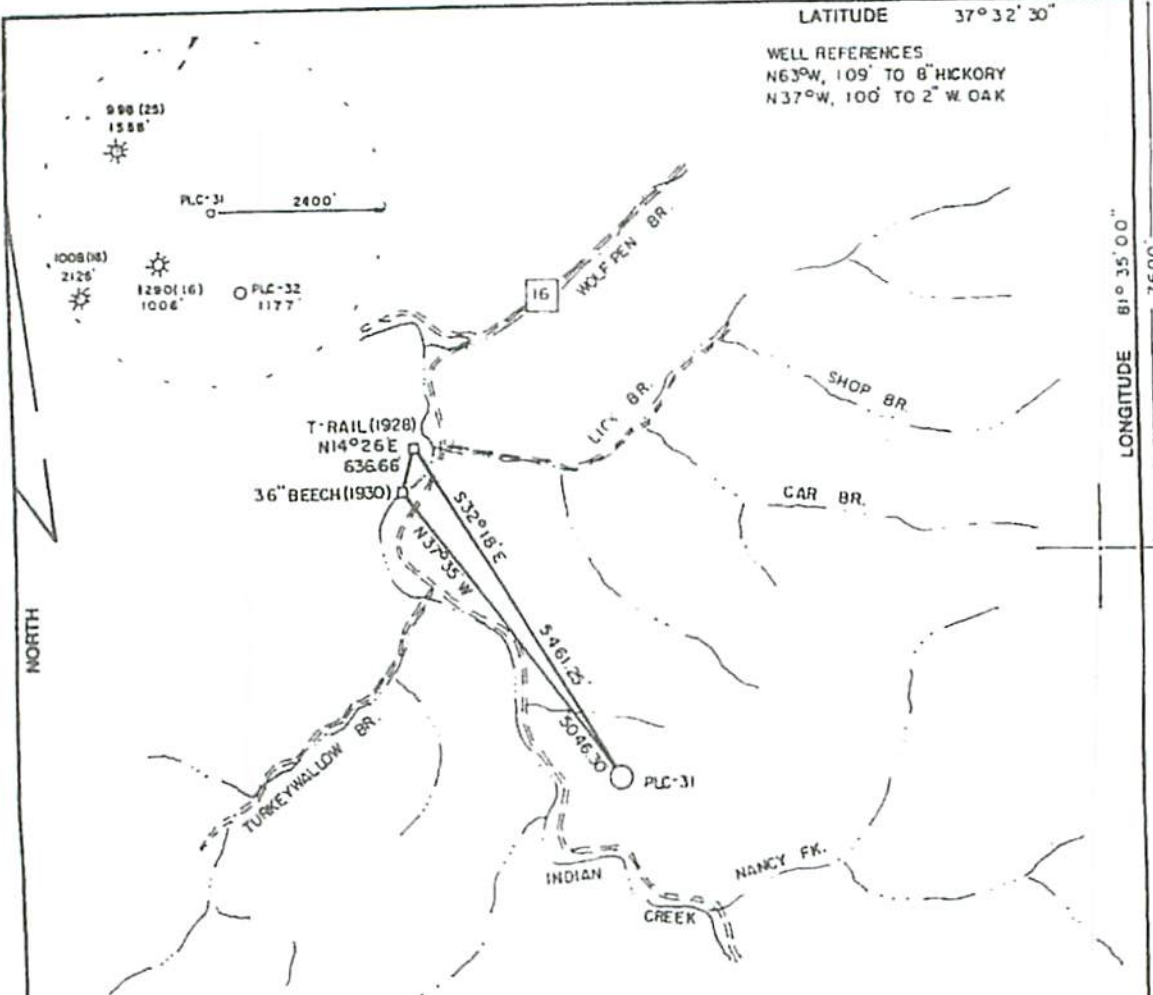 LATITUDE 37° 32' 30"
WELL REFERENCES
N63°W, 109' TO 8" HICKORY
N37°W, 100' TO 2" W. OAK
998 (25)
1588'
PLC-31
2400'
1008 (18)
2126'
1290 (16)
1006'
PLC-32
1177'
16
WOLFPEN BR.
LONGITUDE 81° 35' 00"
7600'
T-RAIL (1928)
N14°26'E
636.66'
36" BEECH (1930)
LICK BR.
SHOP BR.
CAR BR.
S32°18'E
N37°35'W
5461.25'
5046.30
PLC-31
NORTH
TURKEYWALLOW BR.
INDIAN
CREEK
NANCY FK.